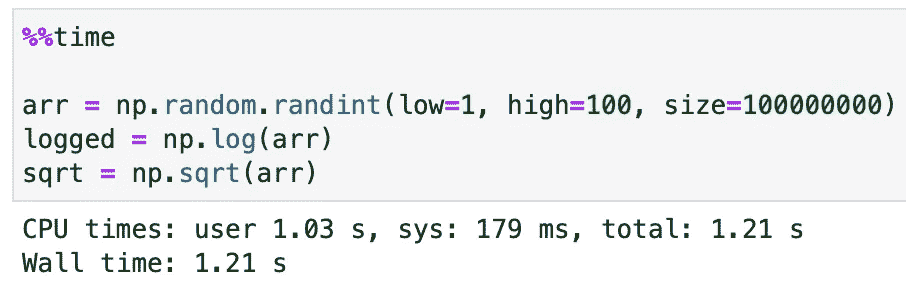 %%time
arr = np.random.randint(low=1, high=100, size=100000000)
logged = np.log(arr)
sqrt = np.sqrt(arr)
CPU times: user 1.03 s, sys: 179 ms, total: 1.21 s
Wall time: 1.21 s